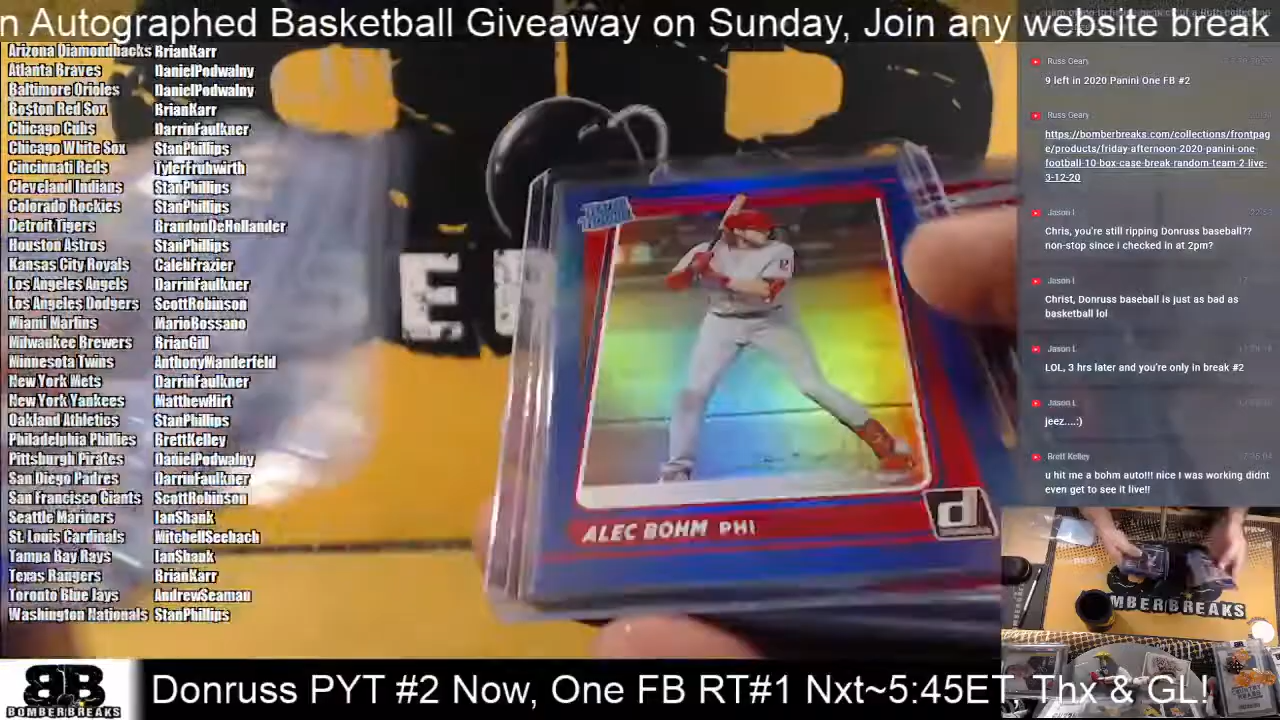 n Autographed Basketball Giveaway on Sunday, Join any website break
Arizona Diamondbacks BrianKarr
Atlanta Braves DanielPodwalny
Baltimore Orioles DanielPodwalny
Boston Red Sox BrianKarr
Chicago Cubs DarrinFaulkner
Chicago White Sox StanPhillips
Cincinnati Reds TylerFruhwirth
Cleveland Indians StanPhillips
Colorado Rockies StanPhillips
Detroit Tigers BrandonDeHollander
Houston Astros StanPhillips
Kansas City Royals CalebFrazier
Los Angeles Angels DarrinFaulkner
Los Angeles Dodgers ScottRobinson
Miami Marlins MarioRossano
Milwaukee Brewers BrianGill
Minnesota Twins AnthonyManderfeld
New York Mets DarrinFaulkner
New York Yankees MatthewHirt
Oakland Athletics StanPhillips
Philadelphia Phillies BrettKelley
Pittsburgh Pirates DanielPodwalny
San Diego Padres DarrinFaulkner
San Francisco Giants ScottRobinson
Seattle Mariners IanShank
St. Louis Cardinals MitchellSeebach
Tampa Bay Rays IanShank
Texas Rangers BrianKarr
Toronto Blue Jays AndrewSeaman
Washington Nationals StanPhillips
ALEC BOHM PHI
d
Russ Geary
9 left in 2020 Panini One FB #2
Russ Geary
https://bomberbreaks.com/collections/frontpag
e/products/friday-afternoon-2020-panini-one-
football-10-box-case-break-random-team-2-live-
3-12-20
Jason L
Chris, you're still ripping Donruss baseball??
non-stop since i checked in at 2pm?
Jason L
Christ, Donruss baseball is just as bad as
basketball lol
Jason L
LOL, 3 hrs later and you're only in break #2
Jason L
jeez....:)
Brett Kelley
u hit me a bohm auto!!! nice I was working didnt
even get to see it live!!
MBERBREAKS
BB
BOMBERBREAKS
Donruss PYT #2 Now, One FB RT#1 Nxt~5:45ET, Thx & GL!